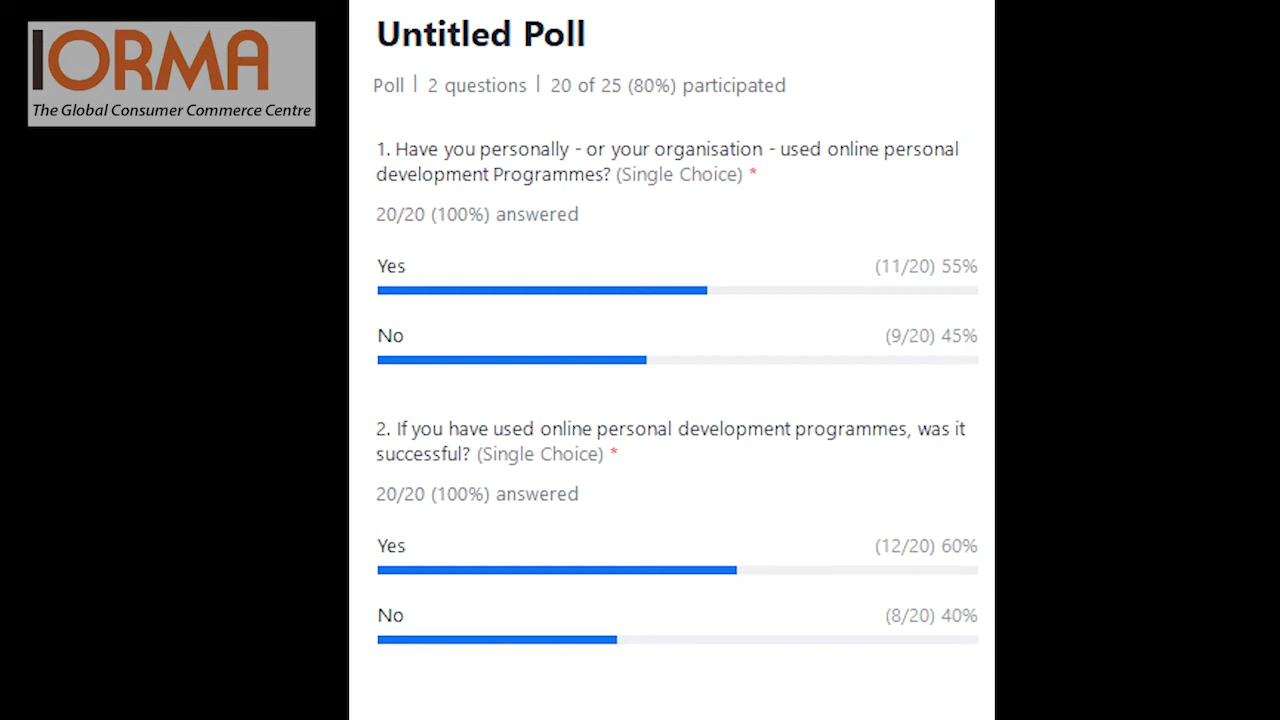 IORMA
The Global Consumer Commerce Centre
Untitled Poll
Poll | 2 questions | 20 of 25 (80%) participated
1. Have you personally - or your organisation - used online personal
development Programmes? (Single Choice) *
20/20 (100%) answered
Yes (11/20) 55%
No (9/20) 45%
2. If you have used online personal development programmes, was it
successful? (Single Choice) *
20/20 (100%) answered
Yes (12/20) 60%
No (8/20) 40%